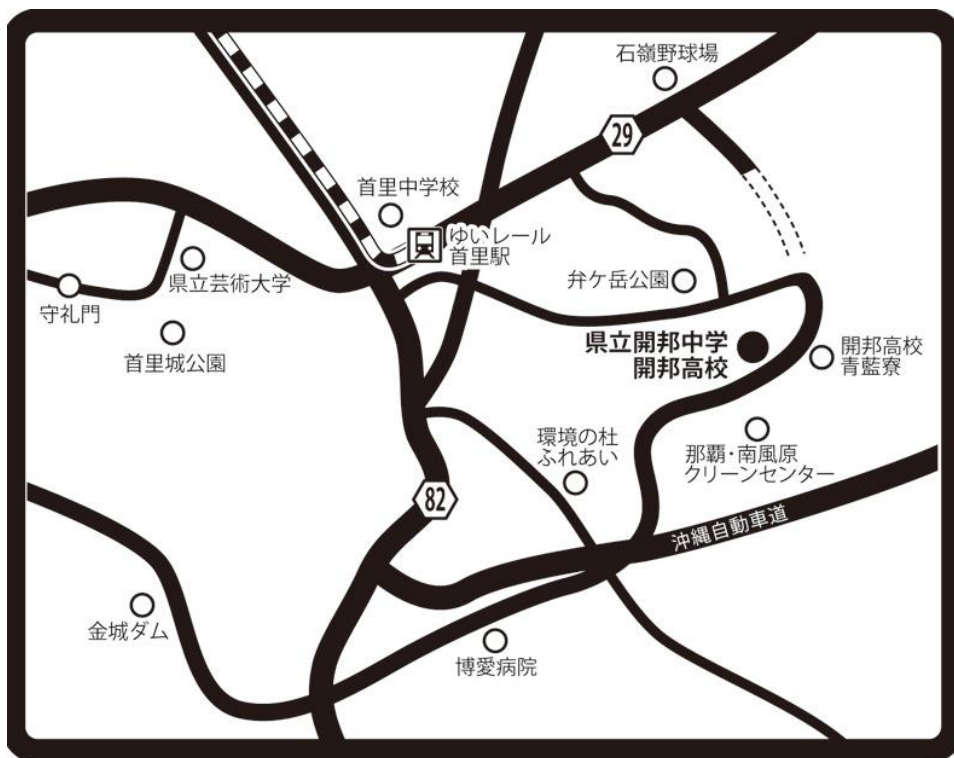 石嶺野球場
29
首里中学校
ゆいレール
首里駅
県立芸術大学
守礼門
首里城公園
弁ケ岳公園
県立開邦中学
開邦高校
開邦高校
青藍寮
環境の杜
ふれあい
那覇・南風原
クリーンセンター
82
沖縄自動車道
金城ダム
博愛病院